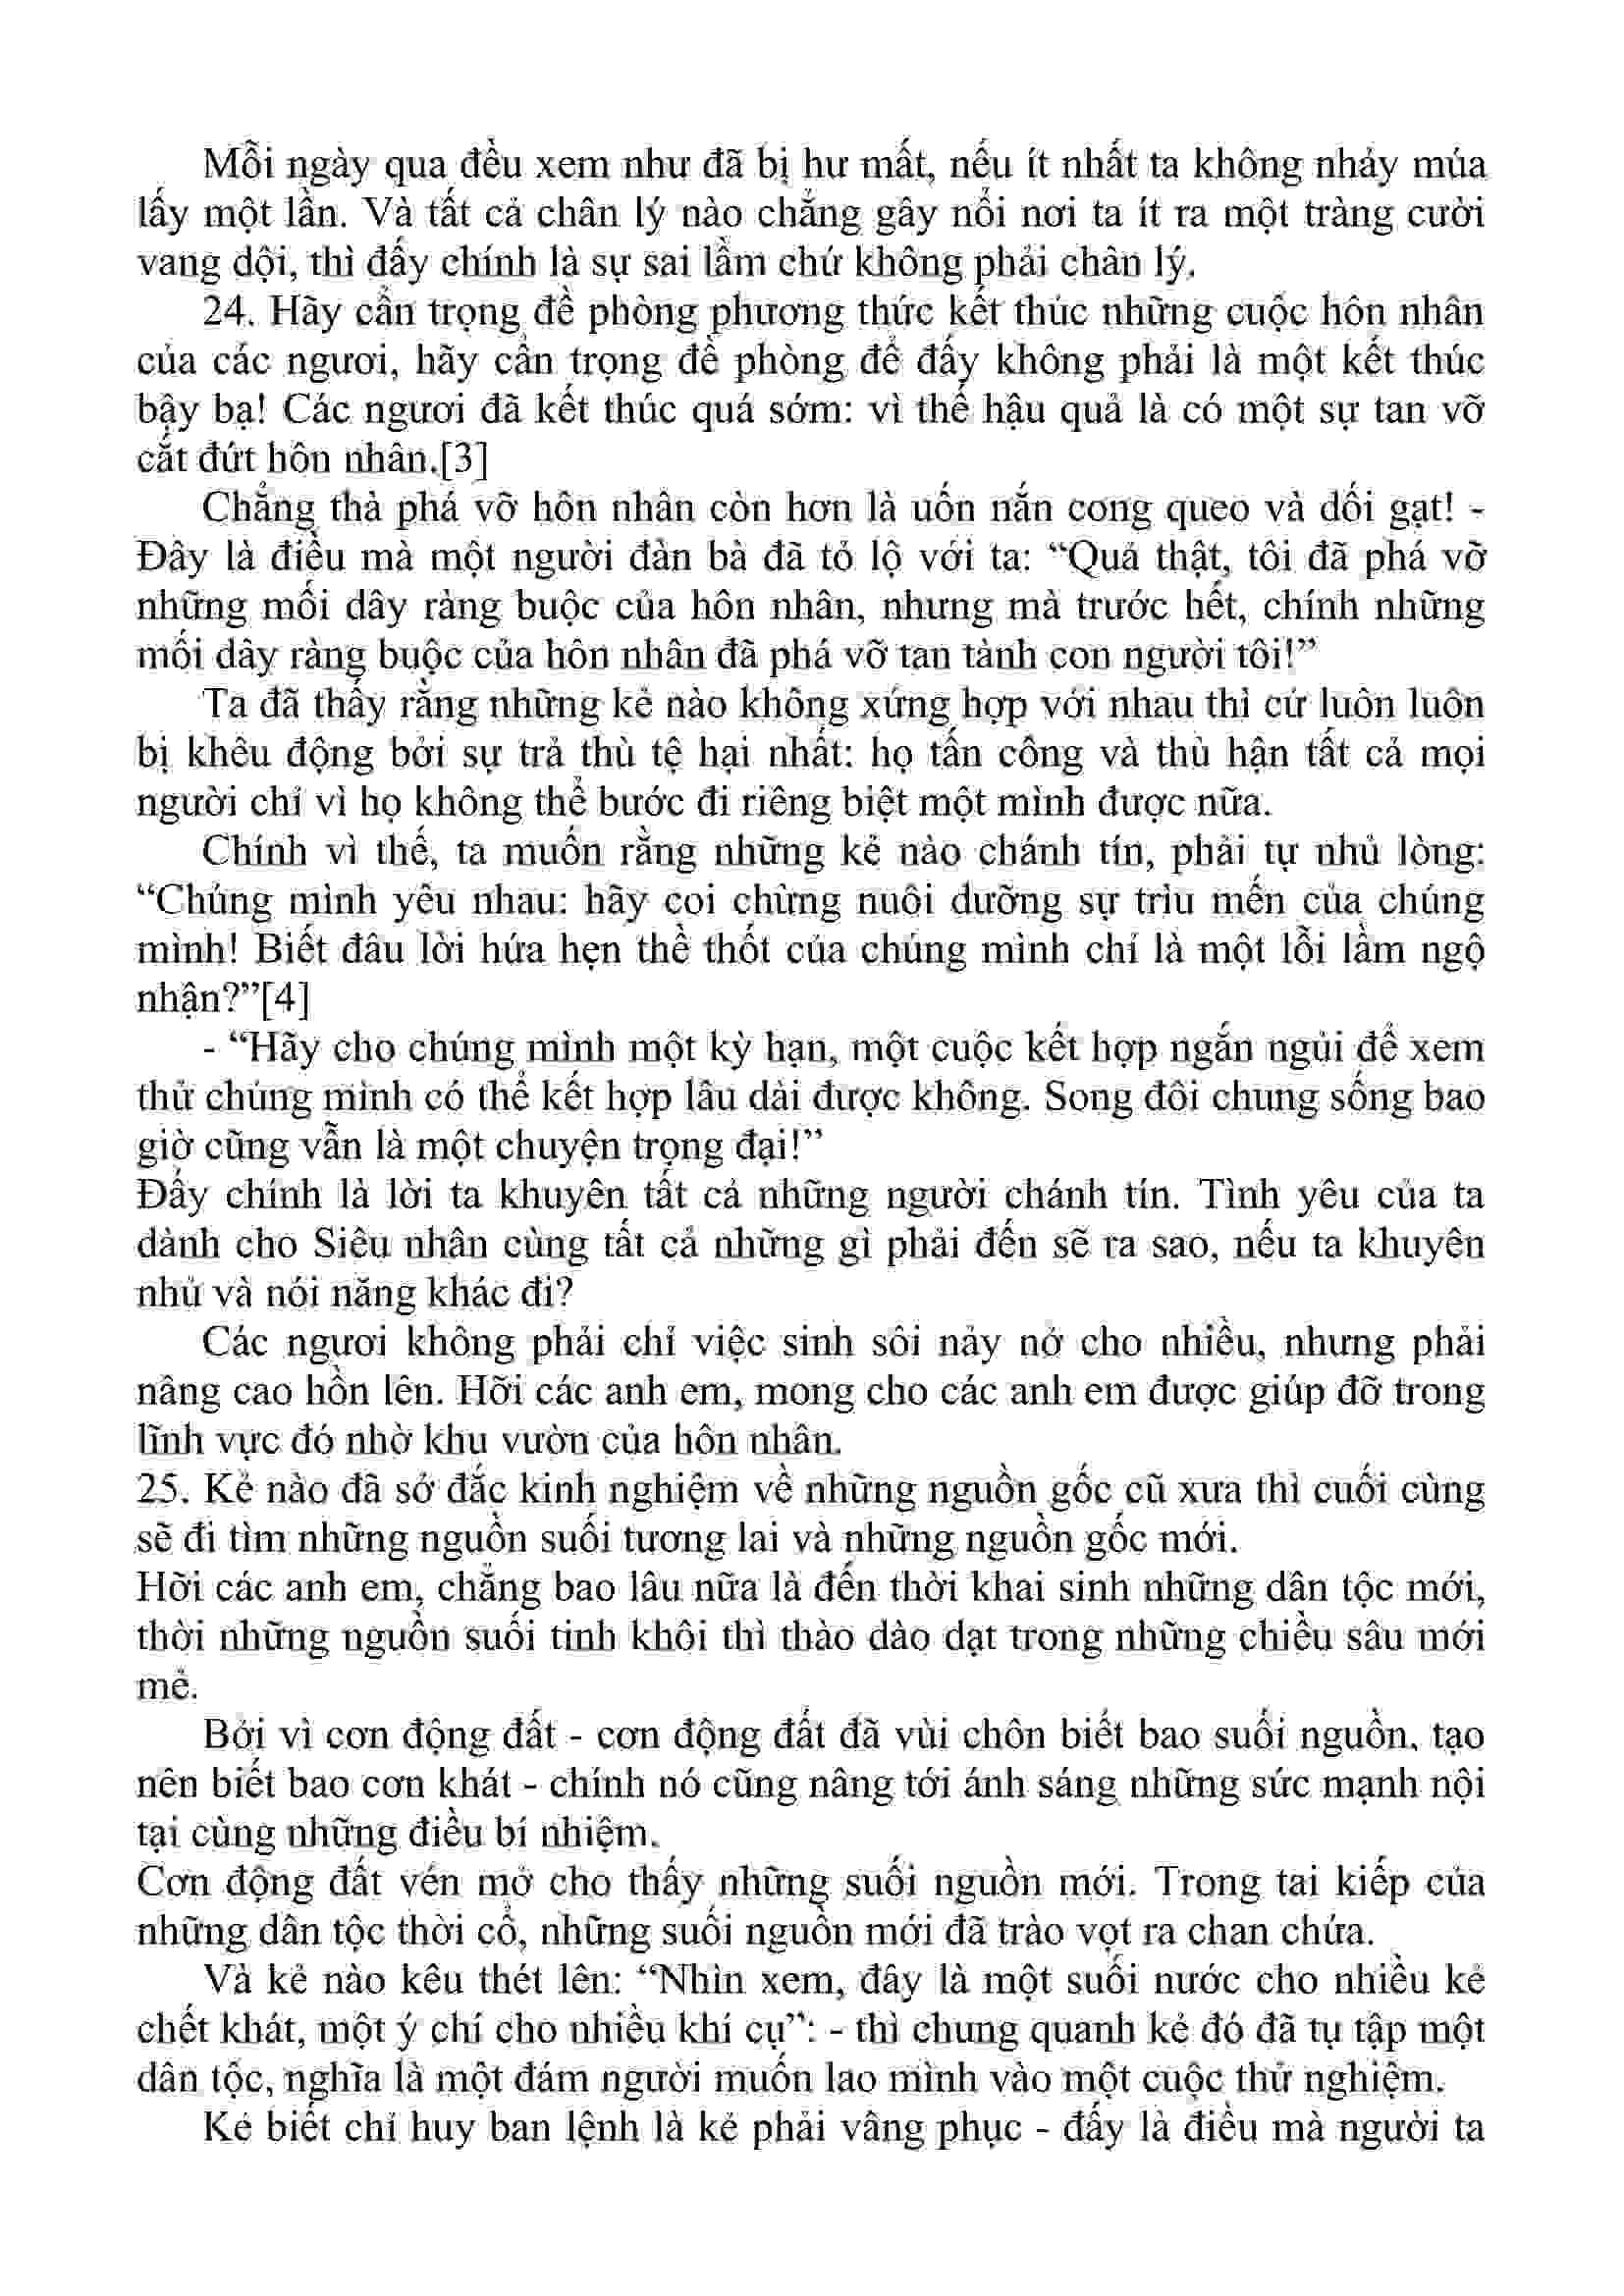 Mỗi ngày qua đều xem như đã bị hư mất, nếu ít nhất ta không nhảy múa
lấy một lần. Và tất cả chân lý nào chẳng gây nổi nơi ta ít ra một tràng cười
vang dội, thì đấy chính là sự sai lầm chứ không phải chân lý.
24. Hãy cẩn trọng đề phòng phương thức kết thúc những cuộc hôn nhân
của các ngươi, hãy cẩn trọng đề phòng để đấy không phải là một kết thúc
bậy bạ! Các ngươi đã kết thúc quá sớm: vì thế hậu quả là có một sự tan vỡ
cắt đứt hôn nhân.[3]
Chẳng thà phá vỡ hôn nhân còn hơn là uốn nắn cong queo và dối gạt! -
Đây là điều mà một người đàn bà đã tỏ lộ với ta: “Quả thật, tôi đã phá vỡ
những mối dây ràng buộc của hôn nhân, nhưng mà trước hết, chính những
mối dây ràng buộc của hôn nhân đã phá vỡ tan tành con người tôi!”
Ta đã thấy rằng những kẻ nào không xứng hợp với nhau thì cứ luôn luôn
bị khêu động bởi sự trả thù tệ hại nhất: họ tấn công và thù hận tất cả mọi
người chỉ vì họ không thể bước đi riêng biệt một mình được nữa.
Chính vì thế, ta muốn rằng những kẻ nào chánh tín, phải tự nhủ lòng:
“Chúng mình yêu nhau: hãy coi chừng nuôi dưỡng sự trìu mến của chúng
mình! Biết đâu lời hứa hẹn thề thốt của chúng mình chỉ là một lỗi lầm ngộ
nhận?”[4]
- “Hãy cho chúng mình một kỳ hạn, một cuộc kết hợp ngắn ngủi để xem
thử chúng mình có thể kết hợp lâu dài được không. Song đôi chung sống bao
giờ cũng vẫn là một chuyện trọng đại!”
Đấy chính là lời ta khuyên tất cả những người chánh tín. Tình yêu của ta
dành cho Siêu nhân cùng tất cả những gì phải đến sẽ ra sao, nếu ta khuyên
nhủ và nói năng khác đi?
Các ngươi không phải chỉ việc sinh sôi nảy nở cho nhiều, nhưng phải
nâng cao hồn lên. Hỡi các anh em, mong cho các anh em được giúp đỡ trong
lĩnh vực đó nhờ khu vườn của hôn nhân.
25. Kẻ nào đã sở đắc kinh nghiệm về những nguồn gốc cũ xưa thì cuối cùng
sẽ đi tìm những nguồn suối tương lai và những nguồn gốc mới.
Hỡi các anh em, chẳng bao lâu nữa là đến thời khai sinh những dân tộc mới,
thời những nguồn suối tinh khôi thì thào dào dạt trong những chiều sâu mới
mẻ.
Bởi vì cơn động đất - cơn động đất đã vùi chôn biết bao suối nguồn, tạo
nên biết bao cơn khát - chính nó cũng nâng tới ánh sáng những sức mạnh nội
tại cùng những điều bí nhiệm.
Cơn động đất vén mở cho thấy những suối nguồn mới. Trong tai kiếp của
những dân tộc thời cổ, những suối nguồn mới đã trào vọt ra chan chứa.
Và kẻ nào kêu thét lên: “Nhìn xem, đây là một suối nước cho nhiều kẻ
chết khát, một ý chí cho nhiều khí cụ”: - thì chung quanh kẻ đó đã tụ tập một
dân tộc, nghĩa là một đám người muốn lao mình vào một cuộc thử nghiệm.
Kẻ biết chỉ huy ban lệnh là kẻ phải vâng phục - đấy là điều mà người ta